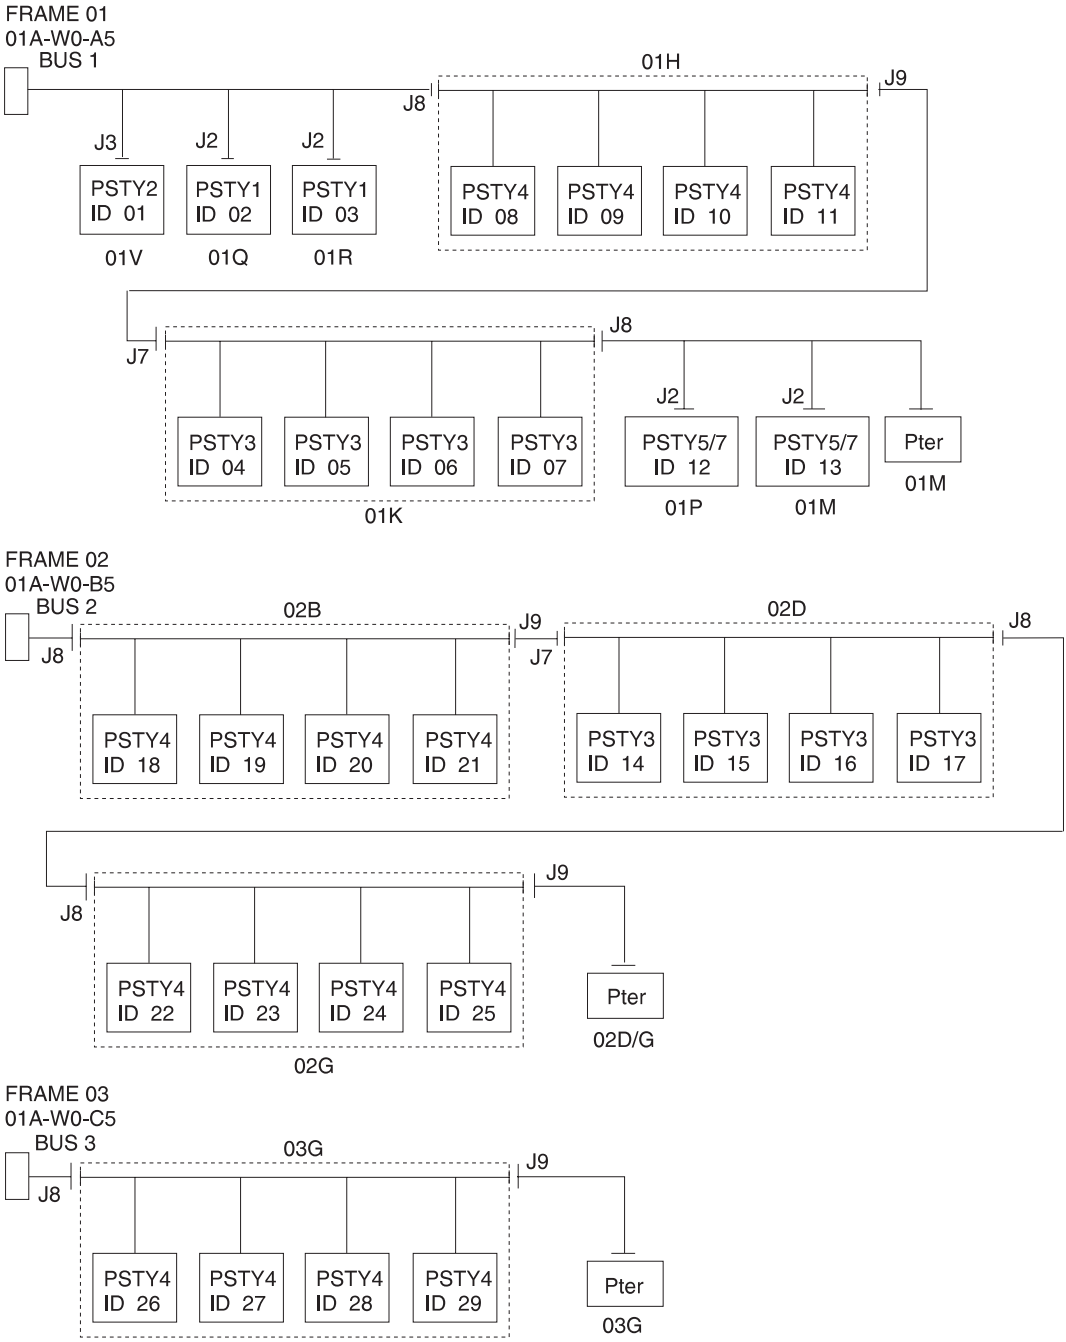 FRAME 01
01A-W0-A5
BUS 1
01H
J8
J9
J3
J2
J2
PSTY2
ID 01
PSTY1
ID 02
PSTY1
ID 03
PSTY4
ID 08
PSTY4
ID 09
PSTY4
ID 10
PSTY4
ID 11
01V
01Q
01R
J7
J8
J2
J2
PSTY3
ID 04
PSTY3
ID 05
PSTY3
ID 06
PSTY3
ID 07
PSTY5/7
ID 12
PSTY5/7
ID 13
Pter
01K
01P
01M
01M
FRAME 02
01A-W0-B5
BUS 2
02B
02D
J8
J9
J7
J8
PSTY4
ID 18
PSTY4
ID 19
PSTY4
ID 20
PSTY4
ID 21
PSTY3
ID 14
PSTY3
ID 15
PSTY3
ID 16
PSTY3
ID 17
J8
J9
PSTY4
ID 22
PSTY4
ID 23
PSTY4
ID 24
PSTY4
ID 25
Pter
02D/G
02G
FRAME 03
01A-W0-C5
BUS 3
03G
J8
J9
PSTY4
ID 26
PSTY4
ID 27
PSTY4
ID 28
PSTY4
ID 29
Pter
03G